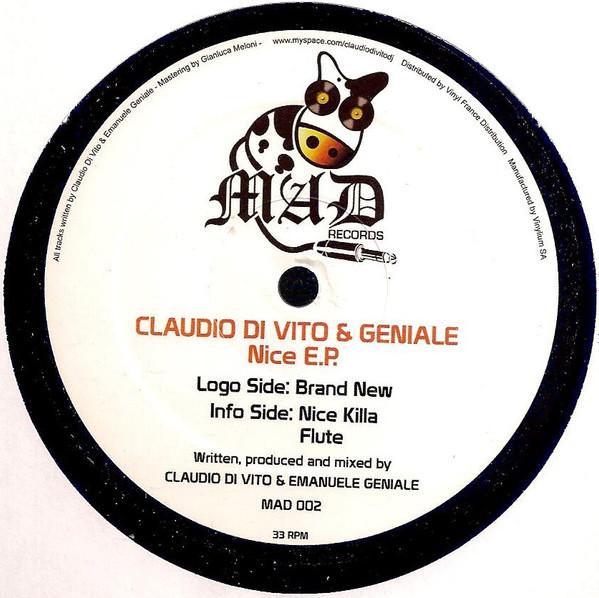 All tracks written by Claudio Di Vito & Emanuele Geniale - Mastering by Gianluca Meloni - www.myspace.com/claudiodivitodj Distributed by Vinyl France Distribution Manufactured by Vinylium SA
MAD
RECORDS
CLAUDIO DI VITO & GENIALE
Nice E.P.
Logo Side: Brand New
Info Side: Nice Killa
Flute
Written, produced and mixed by
CLAUDIO DI VITO & EMANUELE GENIALE
MAD 002
33 RPM